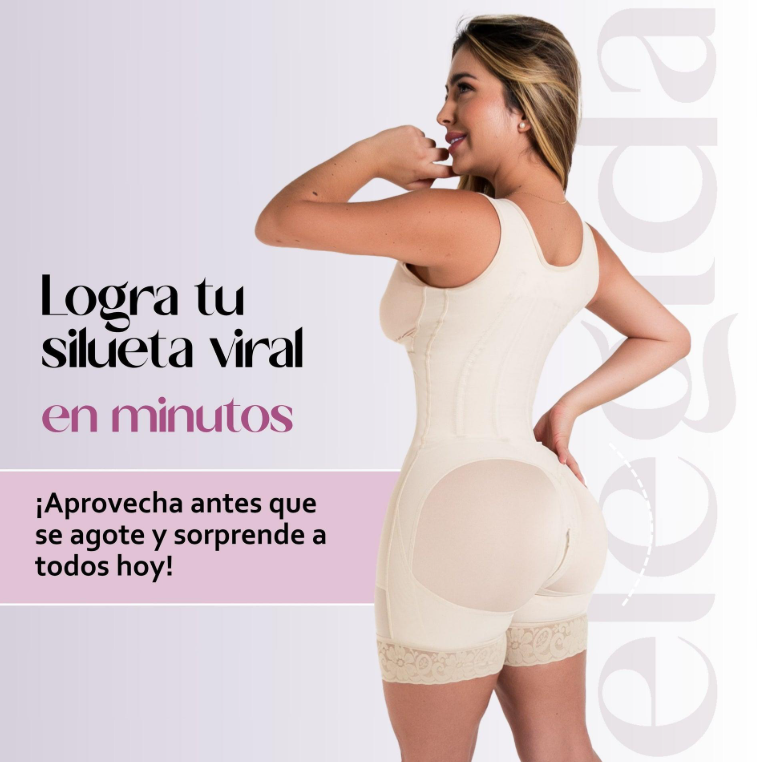 Logra tu
silueta viral
en minutos
¡Aprovecha antes que
se agote y sorprende a
todos hoy!
elegida